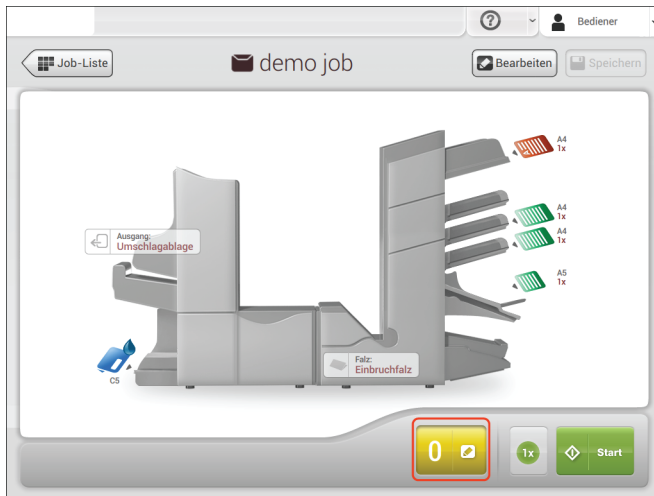 ?
Bediener
Job-Liste
demo job
Bearbeiten
Speichern
A4
1x
A4
1x
A4
1x
A5
1x
Ausgang:
Umschlagablage
Falz:
Einbruchfalz
C5
0
1x
Start